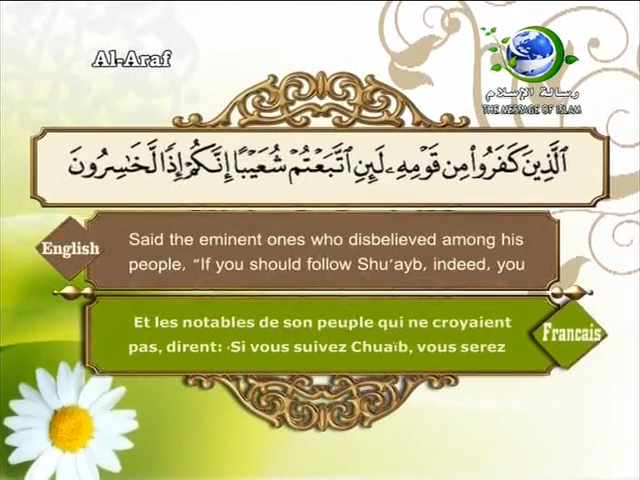 Al-Araf
رسالة الإسلام
THE MESSAGE OF ISLAM
ٱلَّذِينَ كَفَرُوا۟ مِن قَوْمِهِۦ لَئِنِ ٱتَّبَعْتُمْ شُعَيْبًا إِنَّكُمْ إِذًا لَّخَـٰسِرُونَ
English
Said the eminent ones who disbelieved among his
people, "If you should follow Shu'ayb, indeed, you
Et les notables de son peuple qui ne croyaient
pas, dirent: ‹Si vous suivez Chuaïb, vous serez
Francais